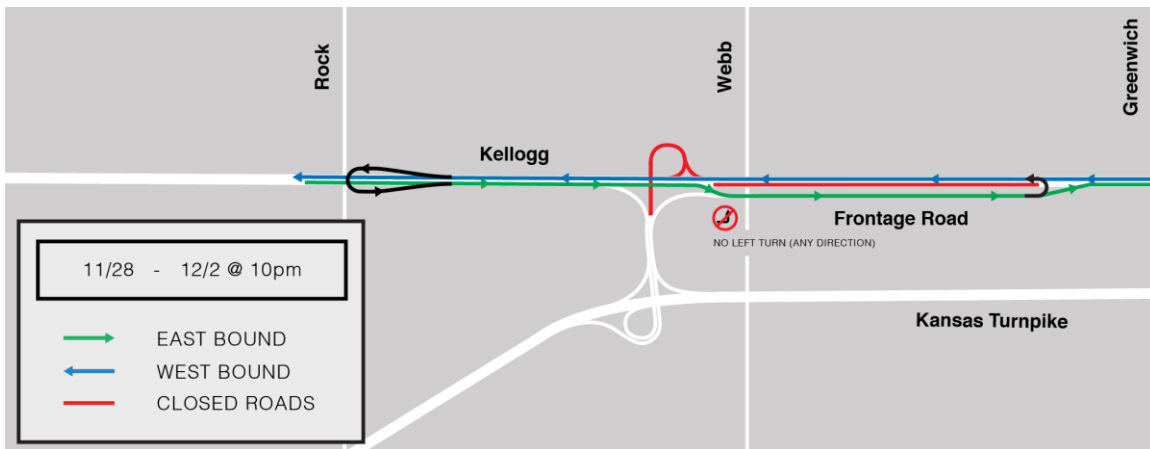 Rock
Webb
Greenwich
Kellogg
Frontage Road
NO LEFT TURN (ANY DIRECTION)
Kansas Turnpike
11/28 - 12/2 @ 10pm
EAST BOUND
WEST BOUND
CLOSED ROADS